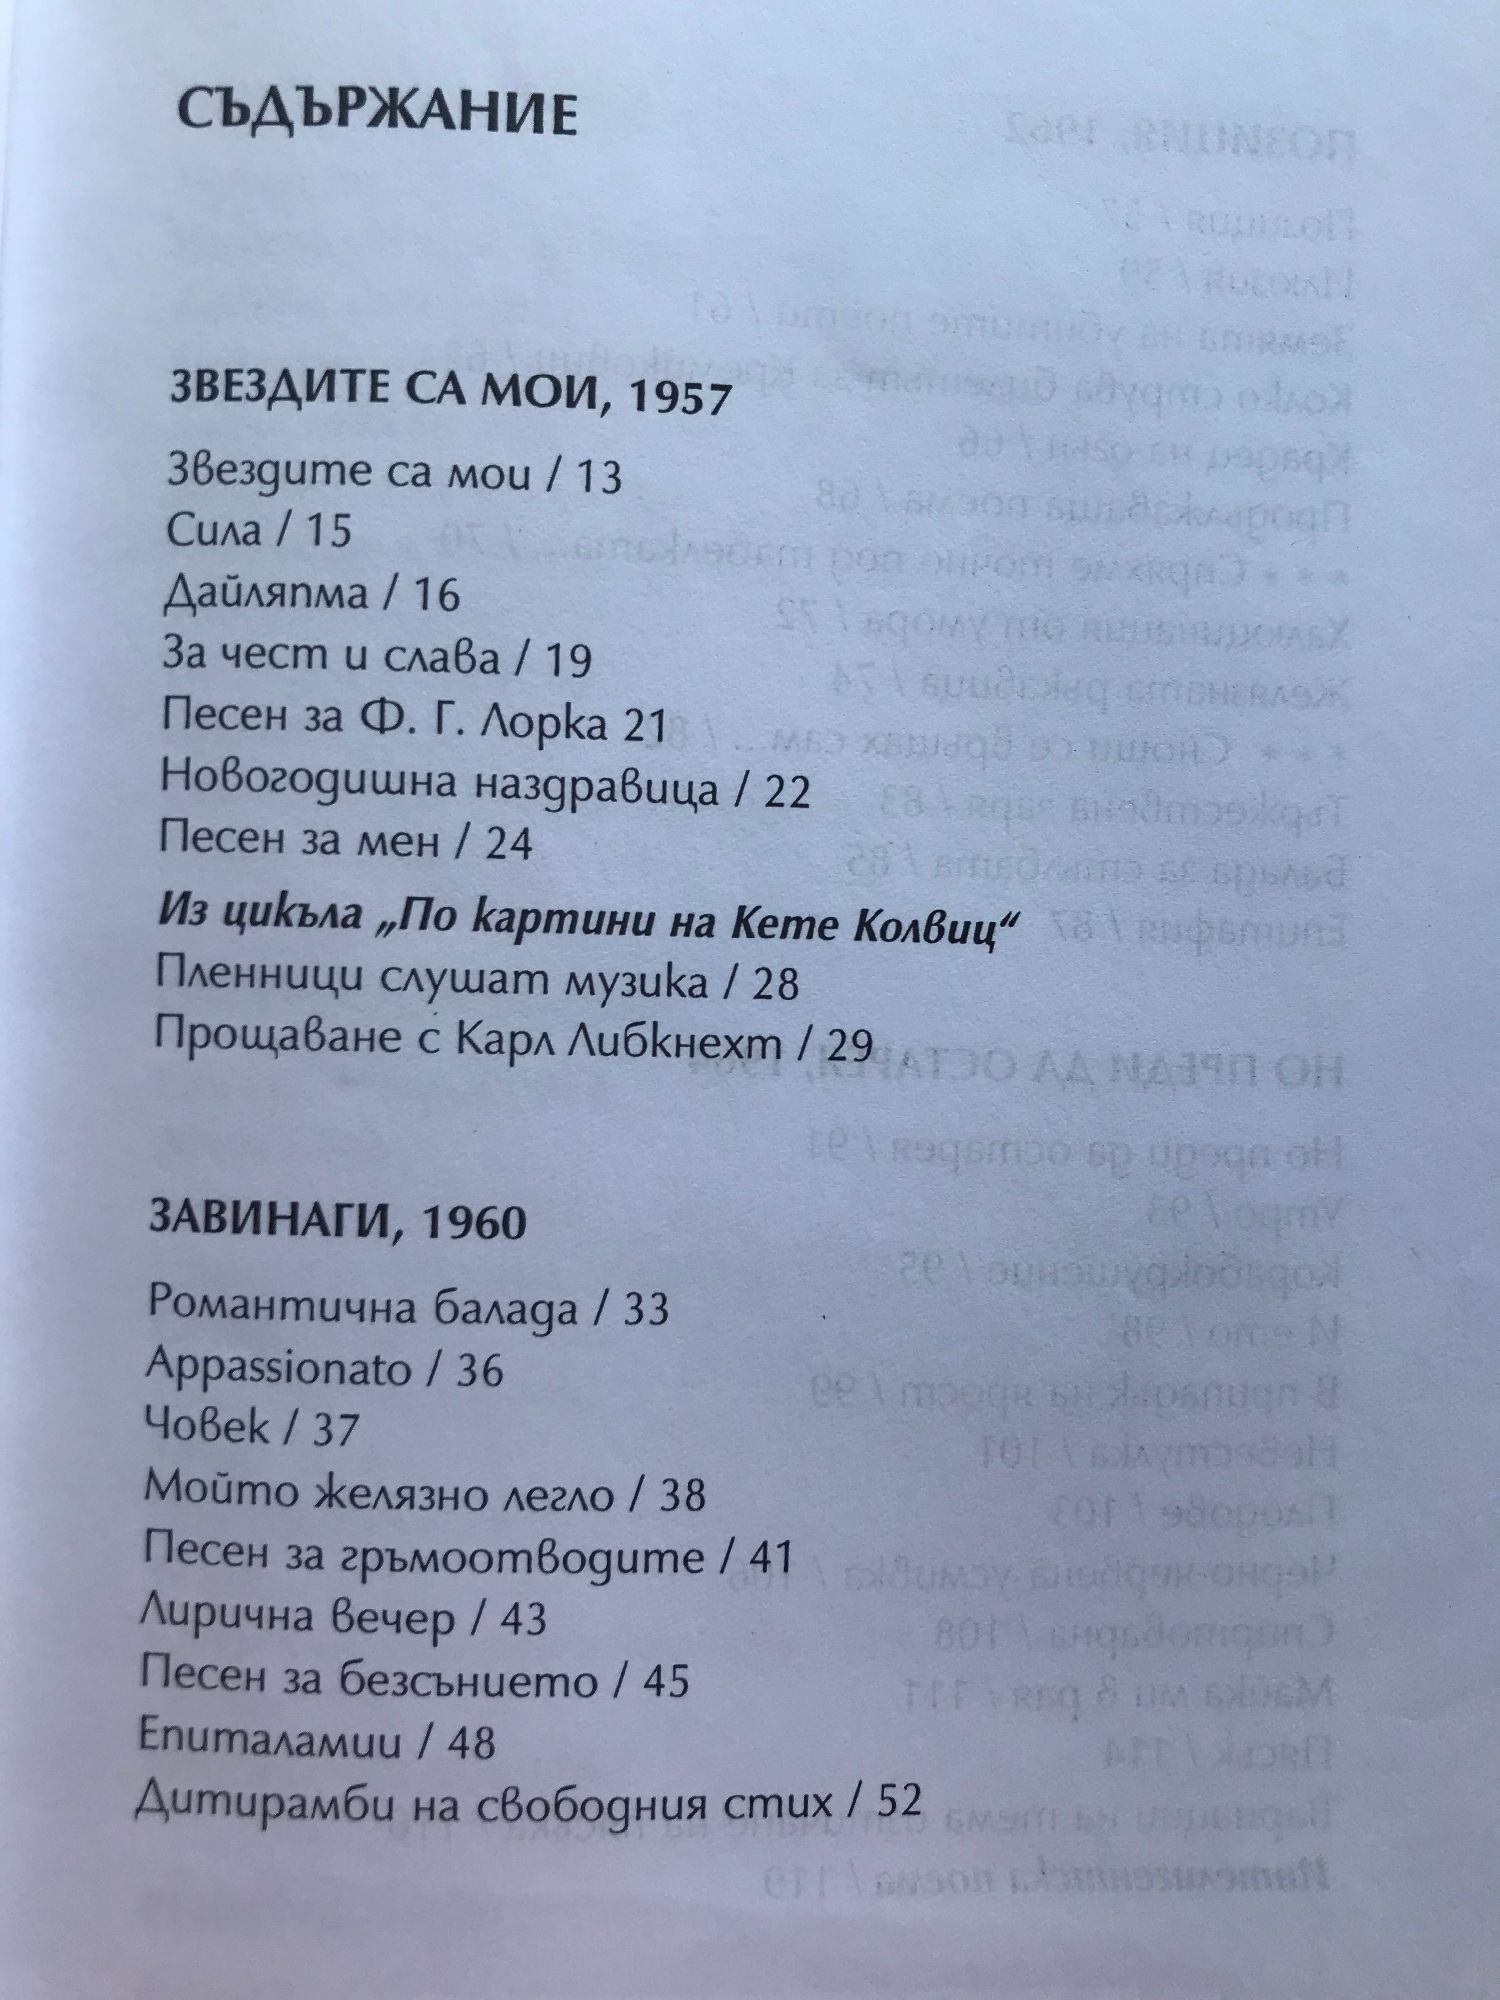 СЪДЪРЖАНИЕ
ЗВЕЗДИТЕ СА МОИ, 1957
Звездите са мои / 13
Сила / 15
Дайляпма / 16
За чест и слава / 19
Песен за Ф. Г. Лорка 21
Новогодишна наздравица / 22
Песен за мен / 24
Из цикъла „По картини на Кете Колвиц“
Пленници слушат музика / 28
Прощаване с Карл Либкнехт / 29
ЗАВИНАГИ, 1960
Романтична балада / 33
Appassionato / 36
Човек / 37
Мойто желязно легло / 38
Песен за гръмоотводите / 41
Лирична вечер / 43
Песен за безсънието / 45
Епиталамии / 48
Дитирамби на свободния стих / 52